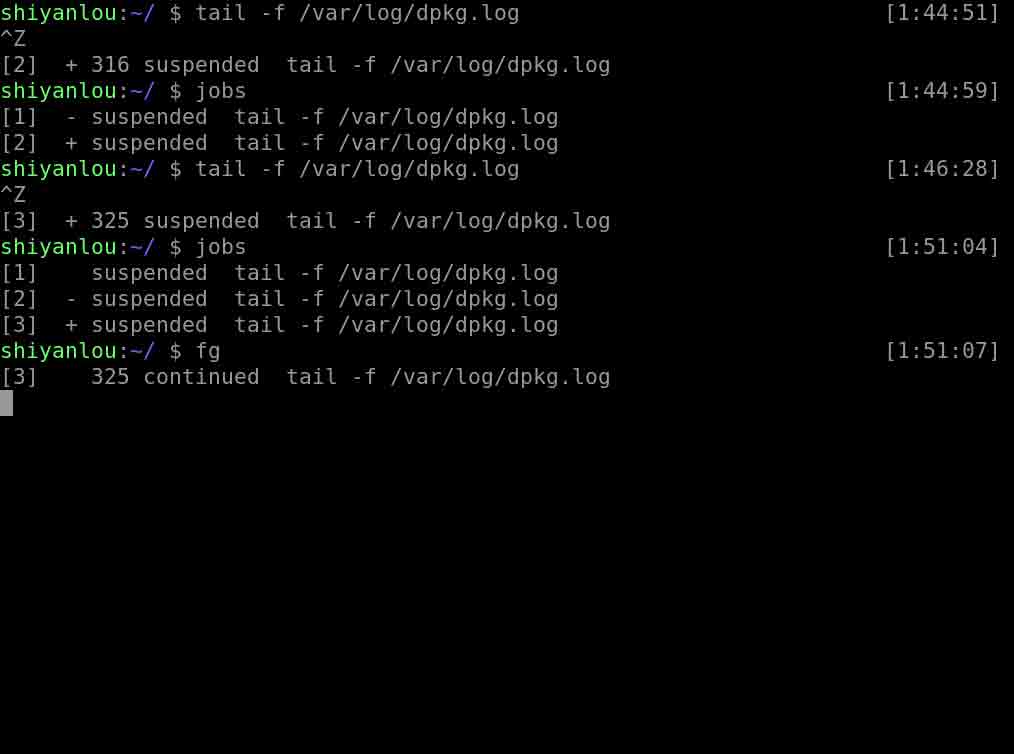 shiyanlou:~/ $ tail -f /var/log/dpkg.log [1:44:51]
^Z
[2]  + 316 suspended  tail -f /var/log/dpkg.log
shiyanlou:~/ $ jobs [1:44:59]
[1]  - suspended  tail -f /var/log/dpkg.log
[2]  + suspended  tail -f /var/log/dpkg.log
shiyanlou:~/ $ tail -f /var/log/dpkg.log [1:46:28]
^Z
[3]  + 325 suspended  tail -f /var/log/dpkg.log
shiyanlou:~/ $ jobs [1:51:04]
[1]    suspended  tail -f /var/log/dpkg.log
[2]  - suspended  tail -f /var/log/dpkg.log
[3]  + suspended  tail -f /var/log/dpkg.log
shiyanlou:~/ $ fg [1:51:07]
[3]    325 continued  tail -f /var/log/dpkg.log